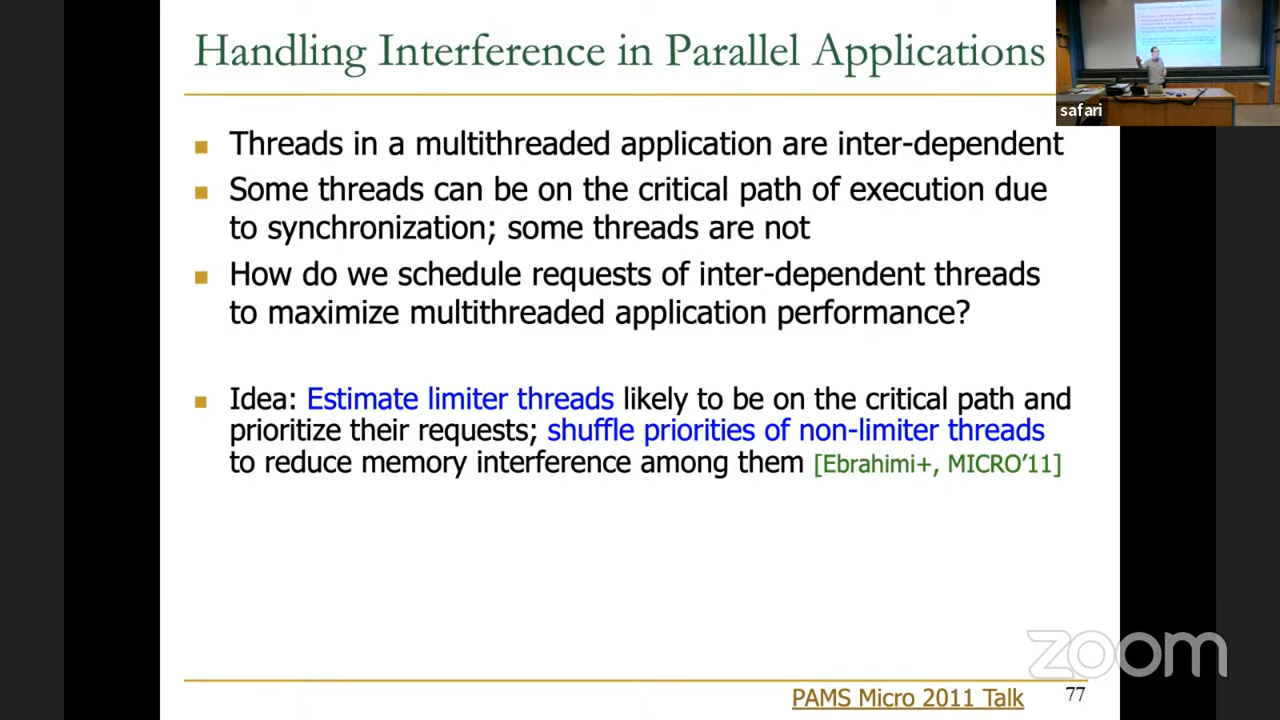 Handling Interference in Parallel Applications
safari
Threads in a multithreaded application are inter-dependent
Some threads can be on the critical path of execution due
to synchronization; some threads are not
How do we schedule requests of inter-dependent threads
to maximize multithreaded application performance?
Idea: Estimate limiter threads likely to be on the critical path and
prioritize their requests; shuffle priorities of non-limiter threads
to reduce memory interference among them [Ebrahimi+, MICRO'11]
zoom
PAMS Micro 2011 Talk
77